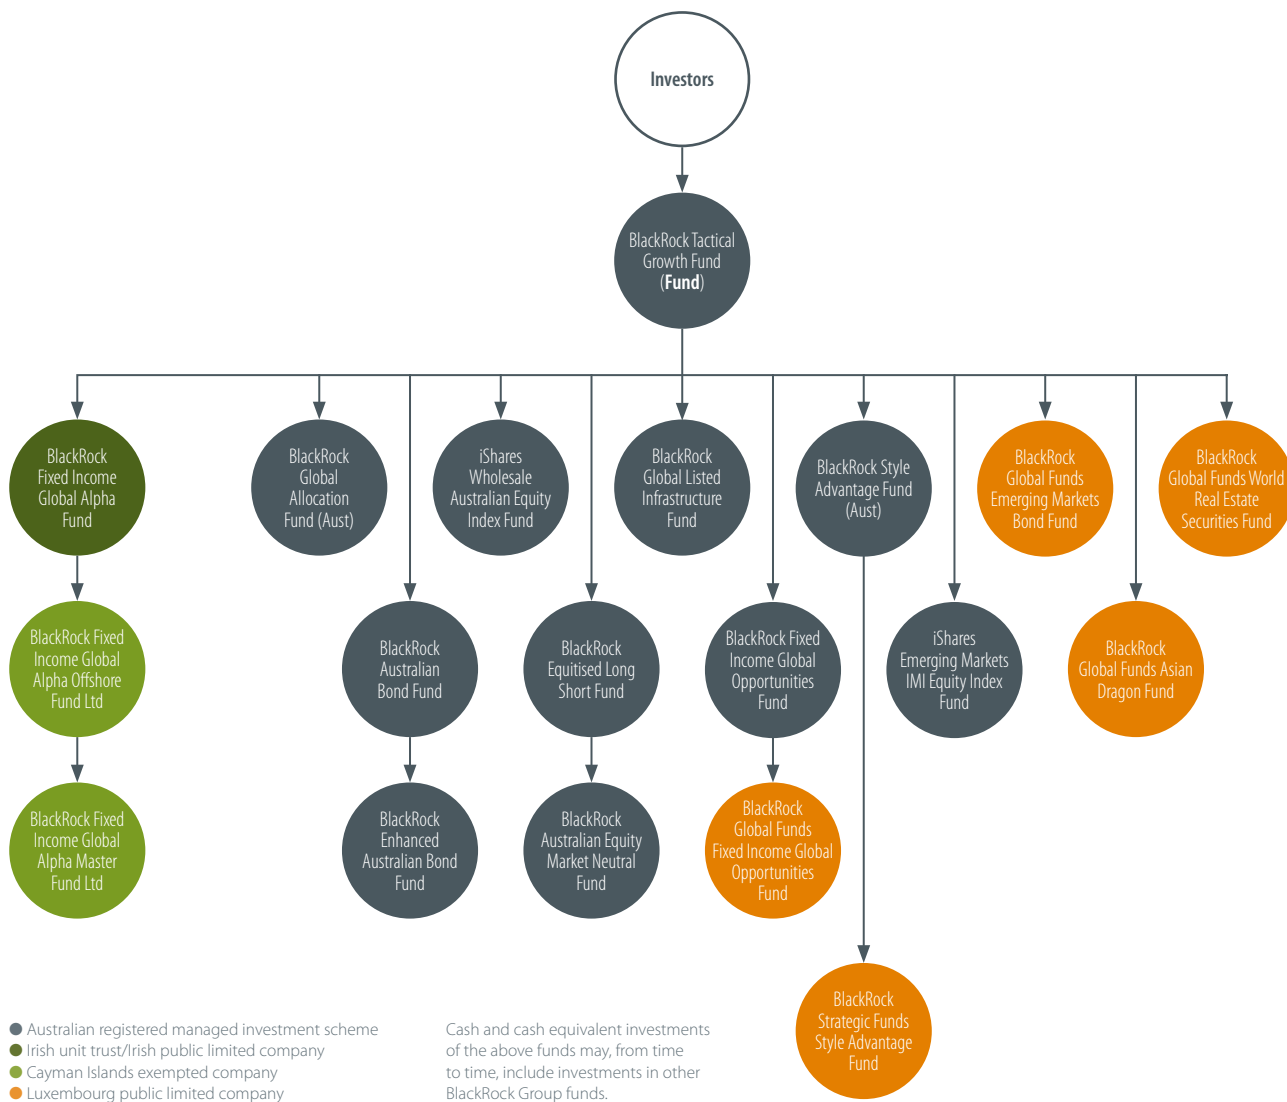 Investors
BlackRock Tactical
Growth Fund
(Fund)
BlackRock
Fixed Income
Global Alpha
Fund
BlackRock
Global
Allocation
Fund (Aust)
iShares
Wholesale
Australian Equity
Index Fund
BlackRock
Global Listed
Infrastructure
Fund
BlackRock Style
Advantage Fund
(Aust)
BlackRock
Global Funds
Emerging Markets
Bond Fund
BlackRock
Global Funds World
Real Estate
Securities Fund
BlackRock Fixed
Income Global
Alpha Offshore
Fund Ltd
BlackRock
Australian
Bond Fund
BlackRock
Equitised Long
Short Fund
BlackRock Fixed
Income Global
Opportunities
Fund
iShares
Emerging Markets
IMI Equity Index
Fund
BlackRock
Global Funds Asian
Dragon Fund
BlackRock Fixed
Income Global
Alpha Master
Fund Ltd
BlackRock
Enhanced
Australian Bond
Fund
BlackRock
Australian Equity
Market Neutral
Fund
BlackRock
Global Funds
Fixed Income Global
Opportunities
Fund
BlackRock
Strategic Funds
Style Advantage
Fund
Australian registered managed investment scheme
Irish unit trust/Irish public limited company
Cayman Islands exempted company
Luxembourg public limited company
Cash and cash equivalent investments
of the above funds may, from time
to time, include investments in other
BlackRock Group funds.